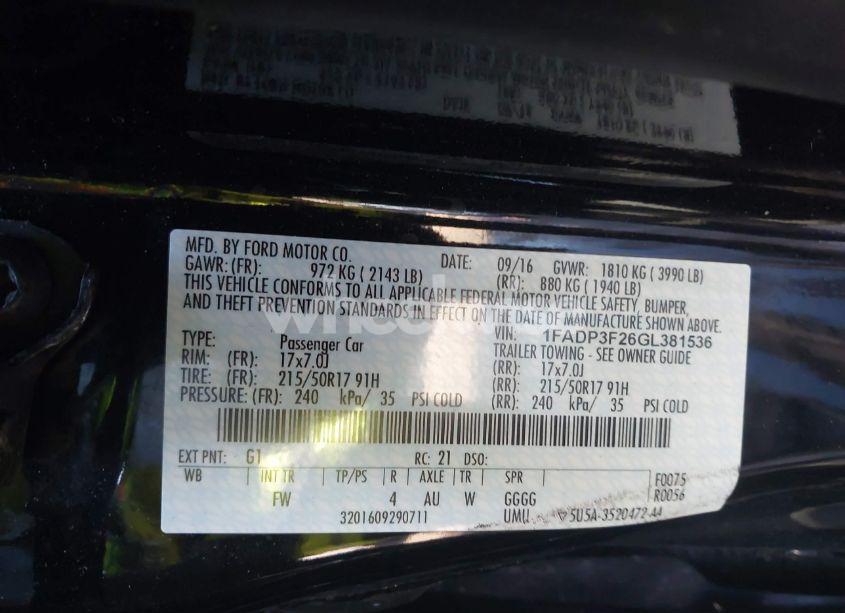 MFD. BY FORD MOTOR CO. DATE: 09/16 GVWR: 1810 KG ( 3990 LB)
GAWR: (FR): 972 KG ( 2143 LB) (RR): 880 KG ( 1940 LB)
THIS VEHICLE CONFORMS TO ALL APPLICABLE FEDERAL MOTOR VEHICLE SAFETY, BUMPER,
AND THEFT PREVENTION STANDARDS IN EFFECT ON THE DATE OF MANUFACTURE SHOWN ABOVE.
VIN: 1FADP3F26GL381536
TYPE: Passenger Car TRAILER TOWING - SEE OWNER GUIDE
RIM: (FR): 17x7.0J (RR): 17x7.0J
TIRE: (FR): 215/50R17 91H (RR): 215/50R17 91H
PRESSURE: (FR): 240 kPa/ 35 PSI COLD (RR): 240 kPa/ 35 PSI COLD
EXT PNT: G1 RC: 21 DSO:
WB INT TR TP/PS R AXLE TR SPR F0075
FW 4 AU W GGGG R0056
3201609290711 UMU 5U5A-3520472-AA